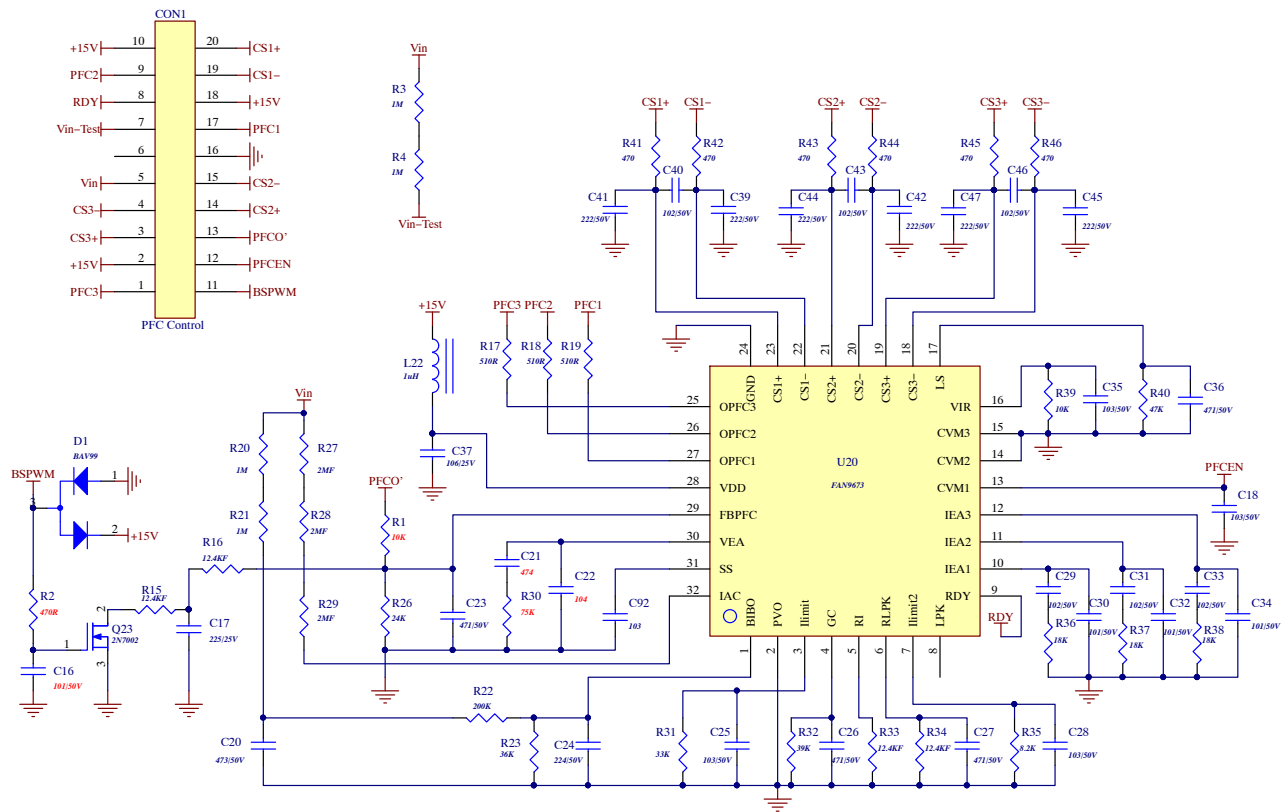 CON1
+15V 10 20 CS1+
PFC2 9 19 CS1-
RDY 8 18 +15V
Vin-Test 7 17 PFC1
6 16
Vin 5 15 CS2-
CS3- 4 14 CS2+
CS3+ 3 13 PFCO'
+15V 2 12 PFCEN
PFC3 1 11 BSPWM
PFC Control
Vin
R3
1M
R4
1M
Vin-Test
CS1+ CS1- CS2+ CS2- CS3+ CS3-
R41 R42 R43 R44 R45 R46
470 470 470 470 470 470
C40 C43 C46
C41 102/50V C39 C44 102/50V C42 C47 102/50V C45
222/50V 222/50V 222/50V 222/50V 222/50V 222/50V
+15V PFC3 PFC2 PFC1
L22
1uH
R17 R18 R19
510R 510R 510R
C37
106/25V
24 23 22 21 20 19 18 17
GND CS1+ CS1- CS2+ CS2- CS3+ CS3- LS
25 OPFC3 VIR 16
26 OPFC2 CVM3 15
27 OPFC1 CVM2 14
28 VDD CVM1 13
29 FBPFC IEA3 12
30 VEA IEA2 11
31 SS IEA1 10
32 IAC RDY 9
U20
FAN9673
BIBO PVO Ilimit GC RI RLPK Ilimit2 LPK
1 2 3 4 5 6 7 8
R39
10K
C35
103/50V
R40
47K
C36
471/50V
PFCEN
C18
103/50V
RDY
C29
102/50V
C30
101/50V
R36
18K
C31
102/50V
C32
101/50V
R37
18K
C33
102/50V
C34
101/50V
R38
18K
Vin
R20
1M
R27
2MF
R21
1M
R28
2MF
R29
2MF
D1
BAV99
BSPWM
1
3
2
+15V
R16
12.4KF
R2
470R
R15
12.4KF
2
Q23
2N7002
1
3
C17
225/25V
C16
101/50V
PFCO'
R1
10K
R26
24K
C23
471/50V
C21
474
R30
75K
C22
104
C92
103
C20
473/50V
R22
200K
R23
36K
C24
224/50V
R31
33K
C25
103/50V
R32
39K
C26
471/50V
R33
12.4KF
R34
12.4KF
C27
471/50V
R35
8.2K
C28
103/50V